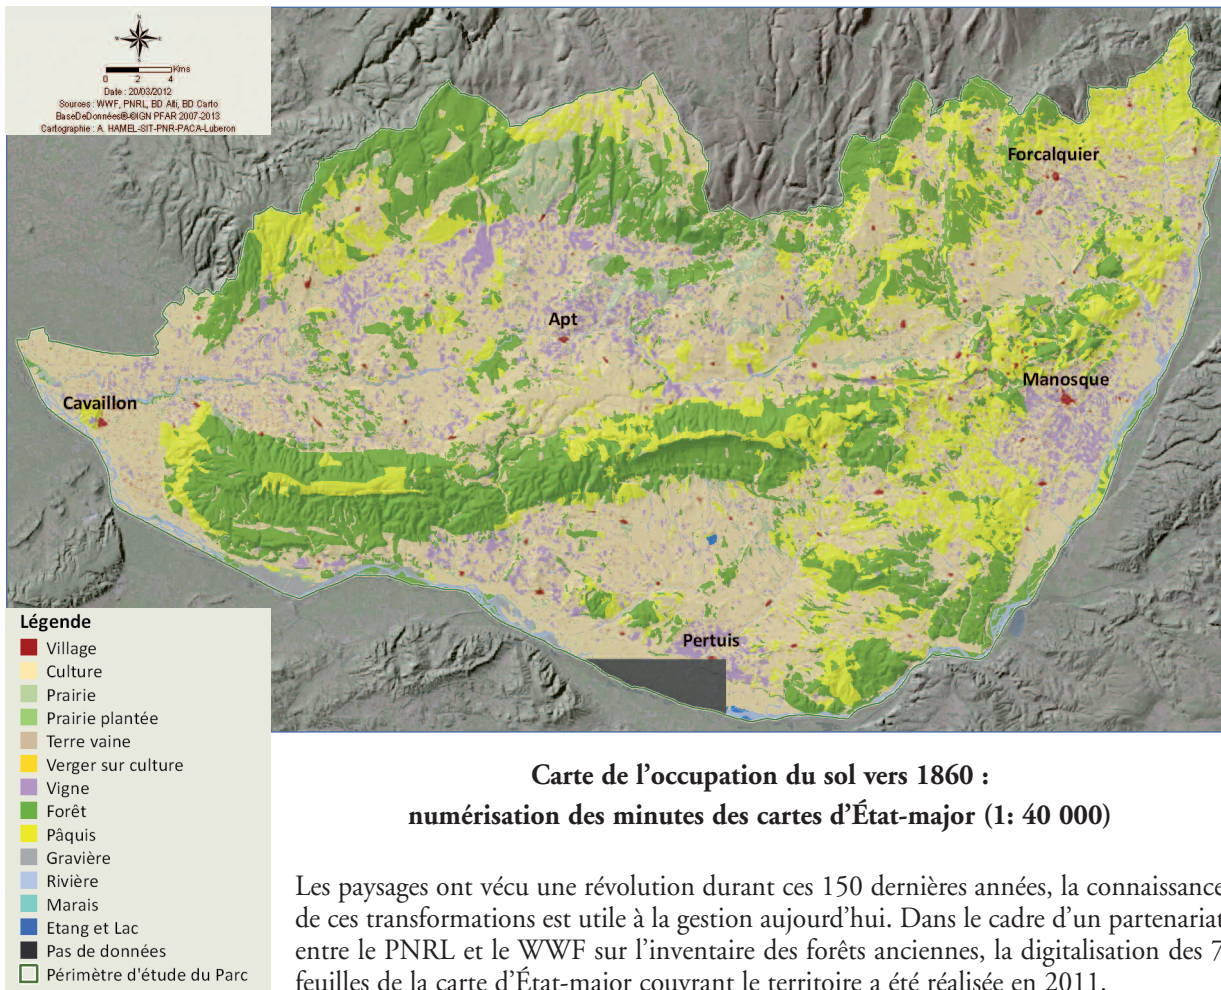 N
Kms
0 2 4
Date : 20/03/2012
Sources : WWF, PNRL, BD Alti, BD Carto
BaseDeDonnées®©IGN PFAR 2007-2013
Cartographie : A. HAMEL-SIT-PNR-PACA-Luberon
Forcalquier
Apt
Manosque
Cavaillon
Pertuis
Légende
Village
Culture
Prairie
Prairie plantée
Terre vaine
Verger sur culture
Vigne
Forêt
Pâquis
Gravière
Rivière
Marais
Etang et Lac
Pas de données
Périmètre d'étude du Parc
Carte de l’occupation du sol vers 1860 :
numérisation des minutes des cartes d’État-major (1: 40 000)
Les paysages ont vécu une révolution durant ces 150 dernières années, la connaissance
de ces transformations est utile à la gestion aujourd’hui. Dans le cadre d’un partenariat
entre le PNRL et le WWF sur l’inventaire des forêts anciennes, la digitalisation des 7
feuilles de la carte d’État-major couvrant le territoire a été réalisée en 2011.